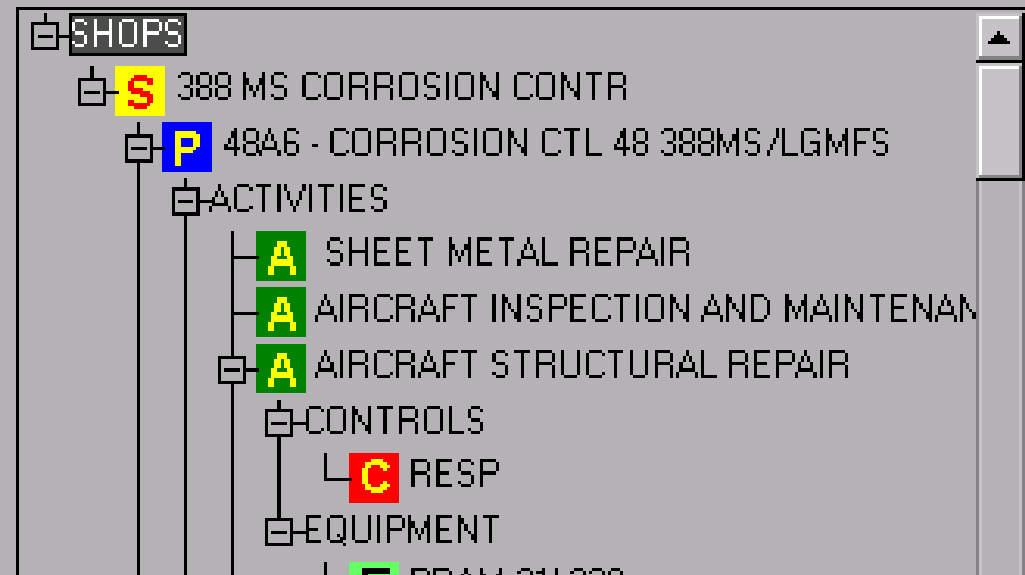 SHOPS
S 388 MS CORROSION CONTR
P 48A6 - CORROSION CTL 48 388MS/LGMFS
ACTIVITIES
A SHEET METAL REPAIR
A AIRCRAFT INSPECTION AND MAINTENAN
A AIRCRAFT STRUCTURAL REPAIR
CONTROLS
C RESP
EQUIPMENT